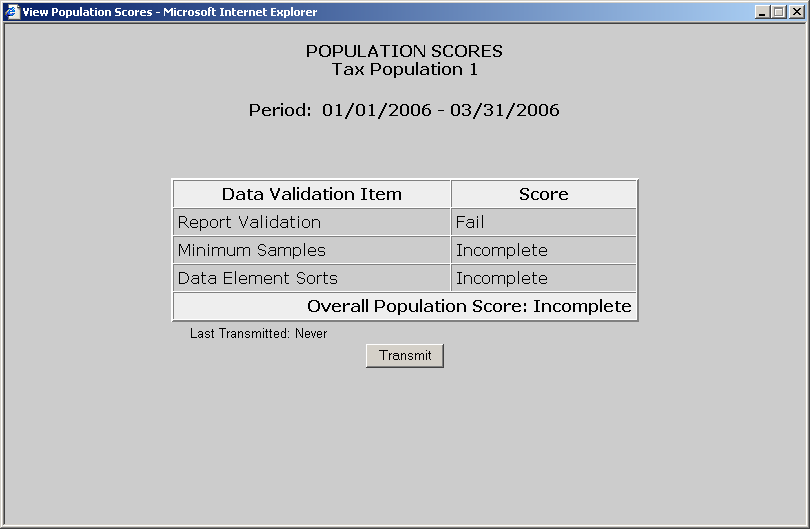 View Population Scores - Microsoft Internet Explorer
POPULATION SCORES
Tax Population 1
Period: 01/01/2006 - 03/31/2006
Data Validation Item Score
Report Validation Fail
Minimum Samples Incomplete
Data Element Sorts Incomplete
Overall Population Score: Incomplete
Last Transmitted: Never
Transmit